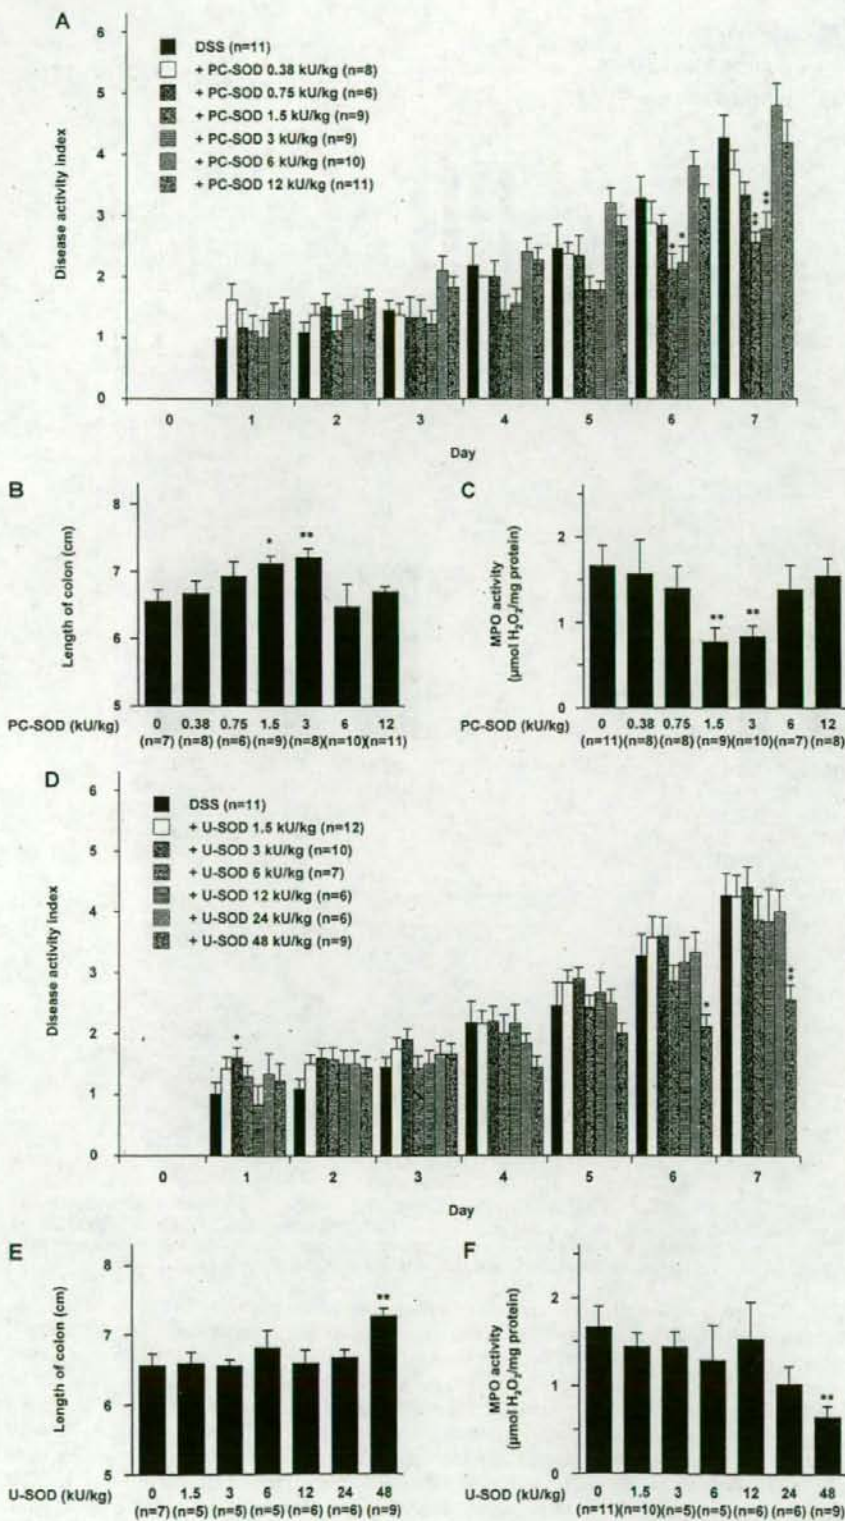 A
Disease activity index
6
5
4
3
2
1
0
DSS (n=11)
+ PC-SOD 0.38 kU/kg (n=8)
+ PC-SOD 0.75 kU/kg (n=6)
+ PC-SOD 1.5 kU/kg (n=9)
+ PC-SOD 3 kU/kg (n=9)
+ PC-SOD 6 kU/kg (n=10)
+ PC-SOD 12 kU/kg (n=11)
* *
** **
0 1 2 3 4 5 6 7
Day
B
Length of colon (cm)
8
7
6
5
* **
PC-SOD (kU/kg) 0 0.38 0.75 1.5 3 6 12
(n=7) (n=8) (n=6) (n=9) (n=8) (n=10) (n=11)
C
MPO activity
(µmol H₂O₂/mg protein)
2
1
0
** **
PC-SOD (kU/kg) 0 0.38 0.75 1.5 3 6 12
(n=11) (n=8) (n=8) (n=9) (n=10) (n=7) (n=8)
D
Disease activity index
6
5
4
3
2
1
0
DSS (n=11)
+ U-SOD 1.5 kU/kg (n=12)
+ U-SOD 3 kU/kg (n=10)
+ U-SOD 6 kU/kg (n=7)
+ U-SOD 12 kU/kg (n=6)
+ U-SOD 24 kU/kg (n=6)
+ U-SOD 48 kU/kg (n=9)
* * **
0 1 2 3 4 5 6 7
Day
E
Length of colon (cm)
8
7
6
5
**
U-SOD (kU/kg) 0 1.5 3 6 12 24 48
(n=7) (n=5) (n=5) (n=5) (n=6) (n=6) (n=9)
F
MPO activity
(µmol H₂O₂/mg protein)
2
1
0
**
U-SOD (kU/kg) 0 1.5 3 6 12 24 48
(n=11) (n=10) (n=5) (n=5) (n=6) (n=6) (n=9)